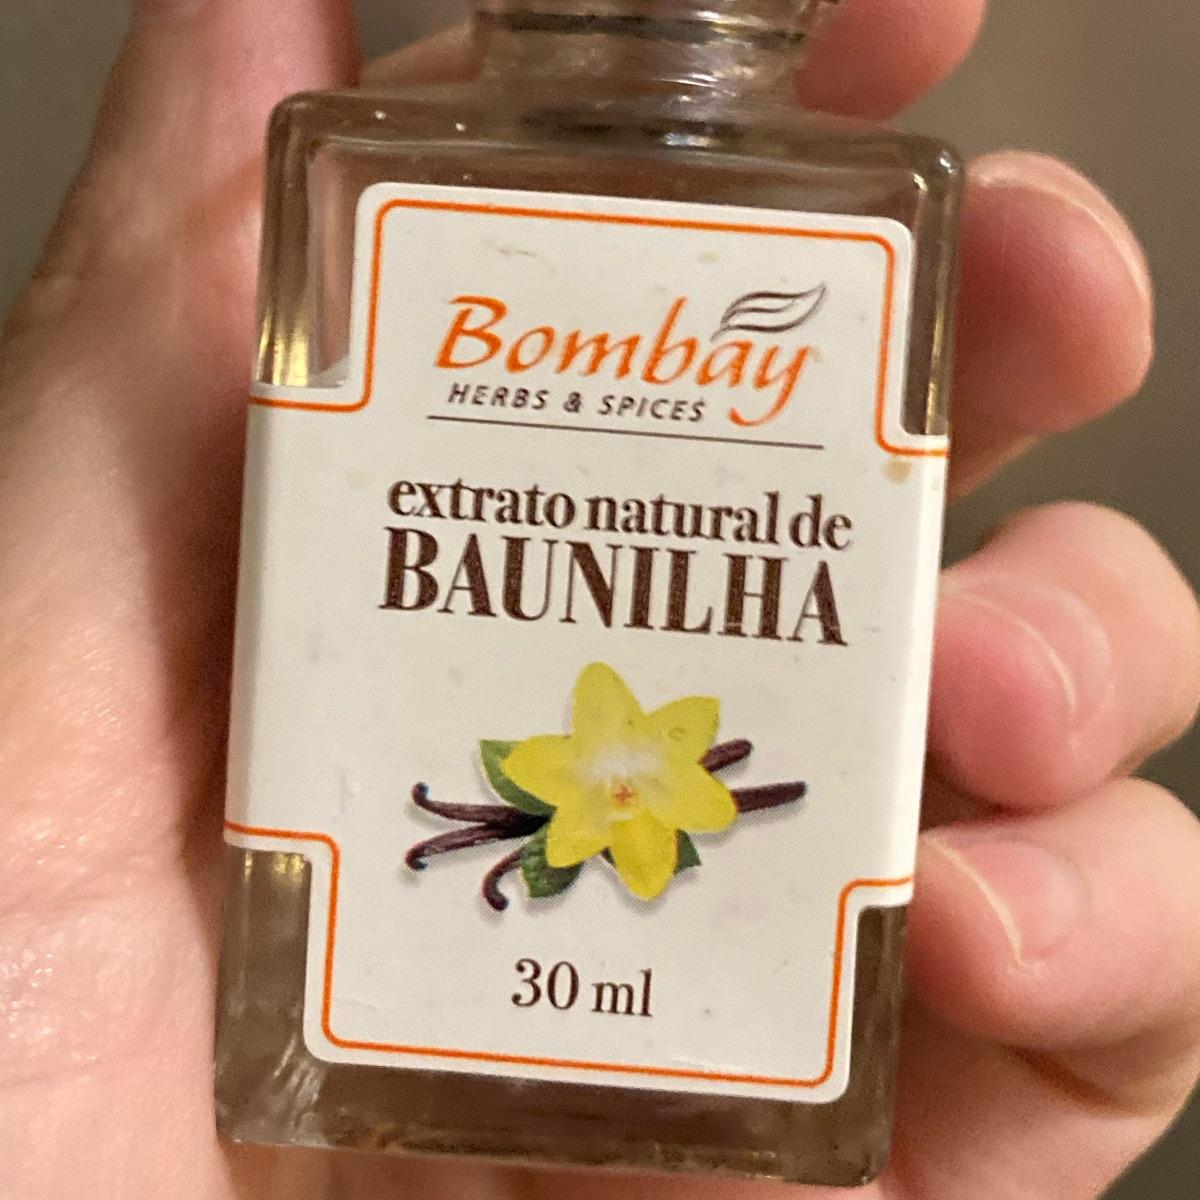 Bombay
HERBS & SPICES
extrato natural de
BAUNILHA
30 ml